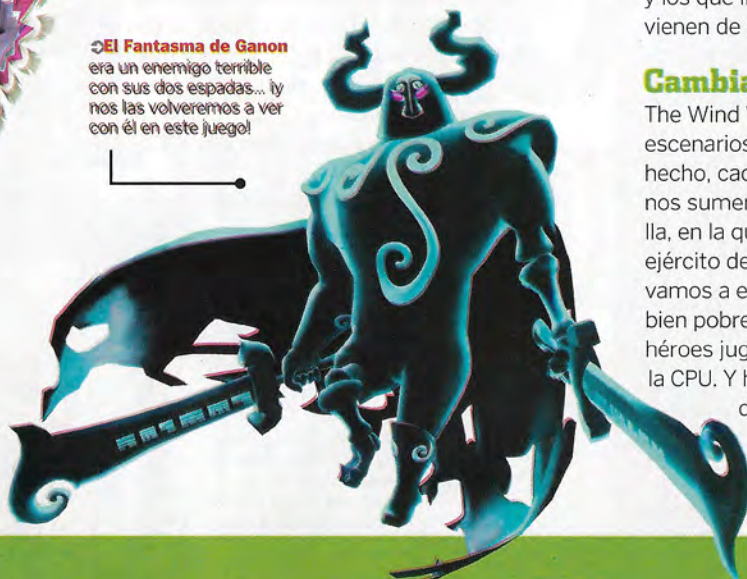 El Fantasma de Ganon
era un enemigo terrible
con sus dos espadas... ¡y
nos las volveremos a ver
con él en este juego!
y los que
vienen de
Cambia
The Wind
escenarios
hecho, cad
nos sumer
lla, en la qu
ejército de
vamos a e
bien pobre
héroes jug
la CPU. Y h